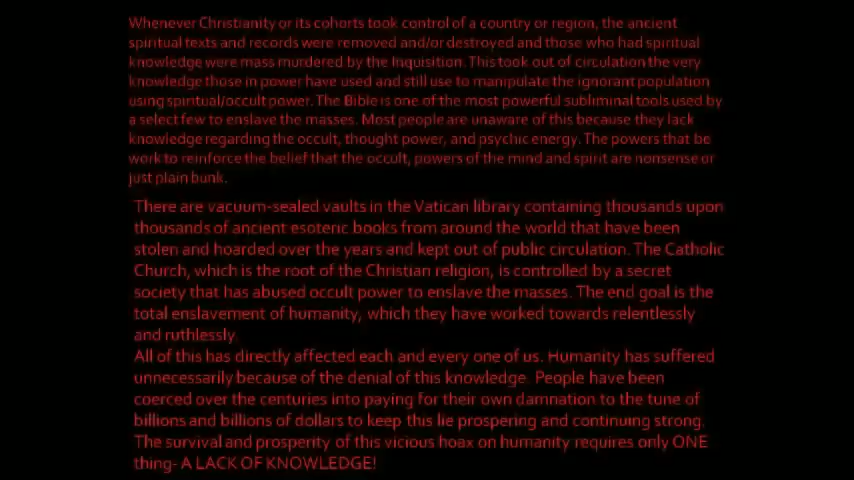 Whenever Christianity or its cohorts took control of a country or region, the ancient
spiritual texts and records were removed and/or destroyed and those who had spiritual
knowledge were mass murdered by the Inquisition. This took out of circulation the very
knowledge those in power have used and still use to manipulate the ignorant population
using spiritual/occult power. The Bible is one of the most powerful subliminal tools used by
a select few to enslave the masses. Most people are unaware of this because they lack
knowledge regarding the occult, thought power, and psychic energy. The powers that be
work to reinforce the belief that the occult, powers of the mind and spirit are nonsense or
just plain bunk.
There are vacuum-sealed vaults in the Vatican library containing thousands upon
thousands of ancient esoteric books from around the world that have been
stolen and hoarded over the years and kept out of public circulation. The Catholic
Church, which is the root of the Christian religion, is controlled by a secret
society that has abused occult power to enslave the masses. The end goal is the
total enslavement of humanity, which they have worked towards relentlessly
and ruthlessly
All of this has directly affected each and every one of us. Humanity has suffered
unnecessarily because of the denial of this knowledge. People have been
coerced over the centuries into paying for their own damnation to the tune of
billions and billions of dollars to keep this lie prospering and continuing strong.
The survival and prosperity of this vicious hoax on humanity requires only ONE
thing- A LACK OF KNOWLEDGE!